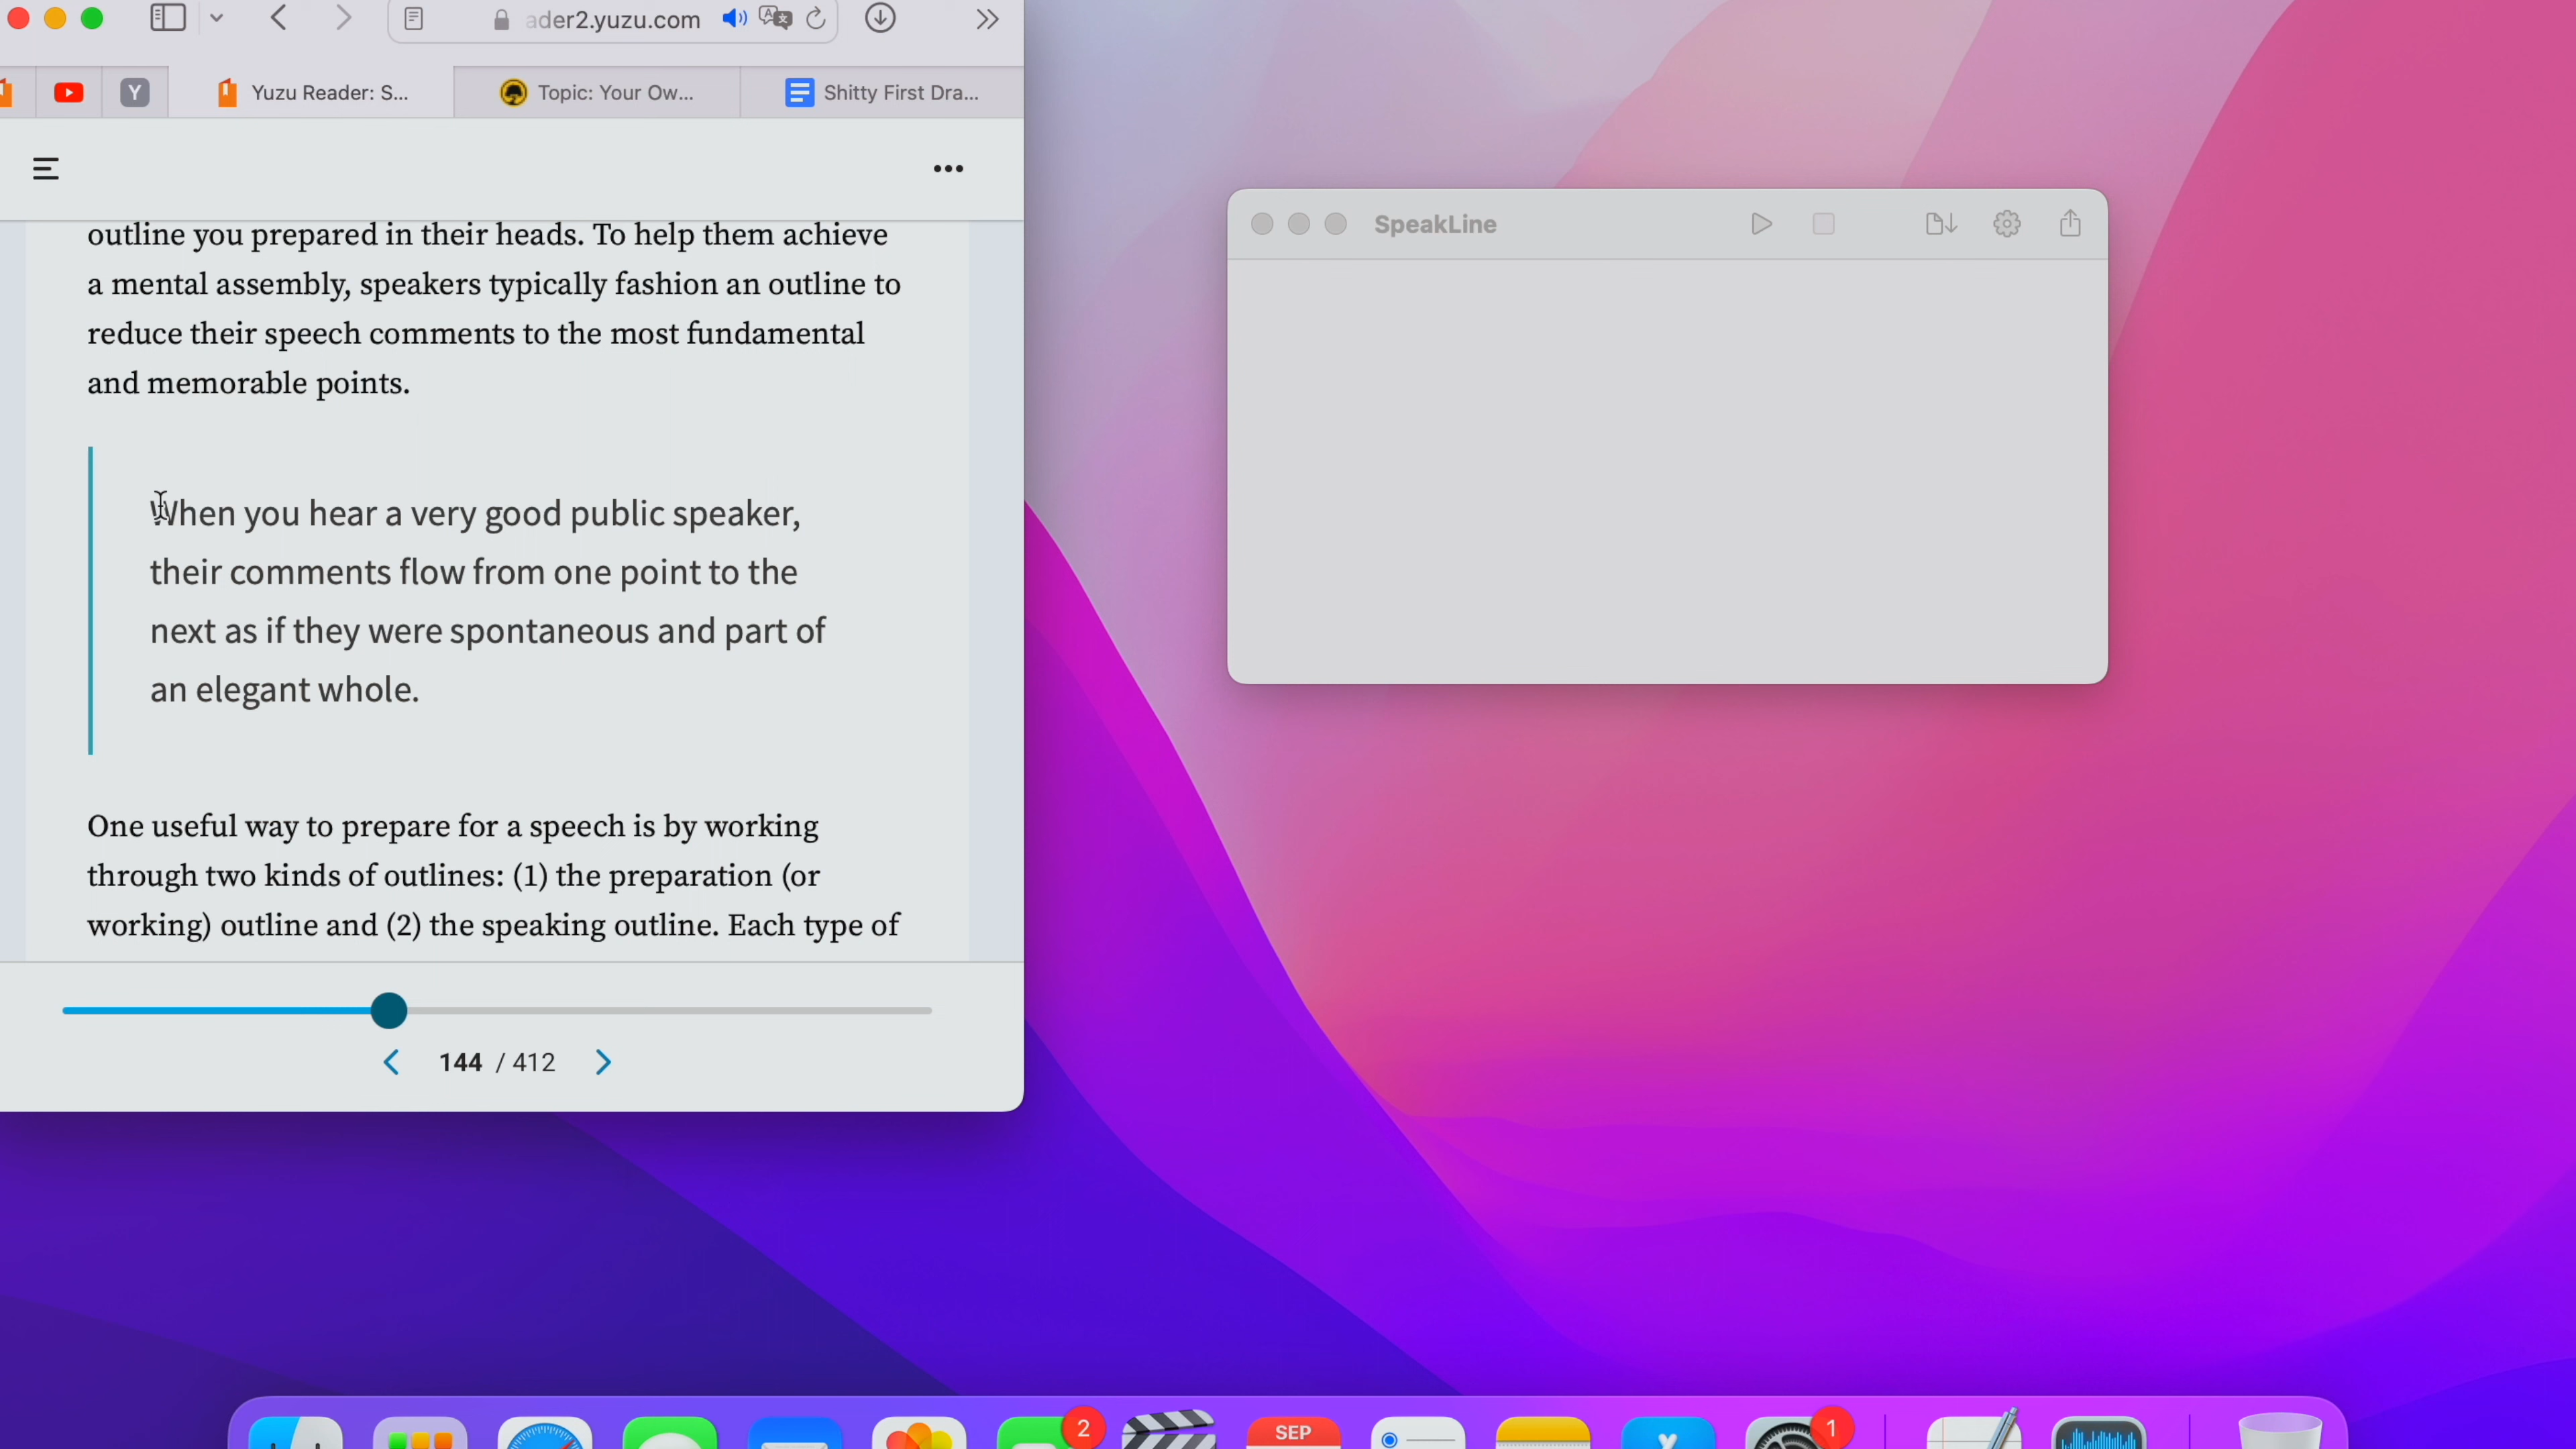 ader2.yuzu.com
Yuzu Reader: S...
Topic: Your Ow...
Shitty First Dra...
outline you prepared in their heads. To help them achieve
a mental assembly, speakers typically fashion an outline to
reduce their speech comments to the most fundamental
and memorable points.
When you hear a very good public speaker,
their comments flow from one point to the
next as if they were spontaneous and part of
an elegant whole.
One useful way to prepare for a speech is by working
through two kinds of outlines: (1) the preparation (or
working) outline and (2) the speaking outline. Each type of
144 / 412
SpeakLine
2
SEP
1